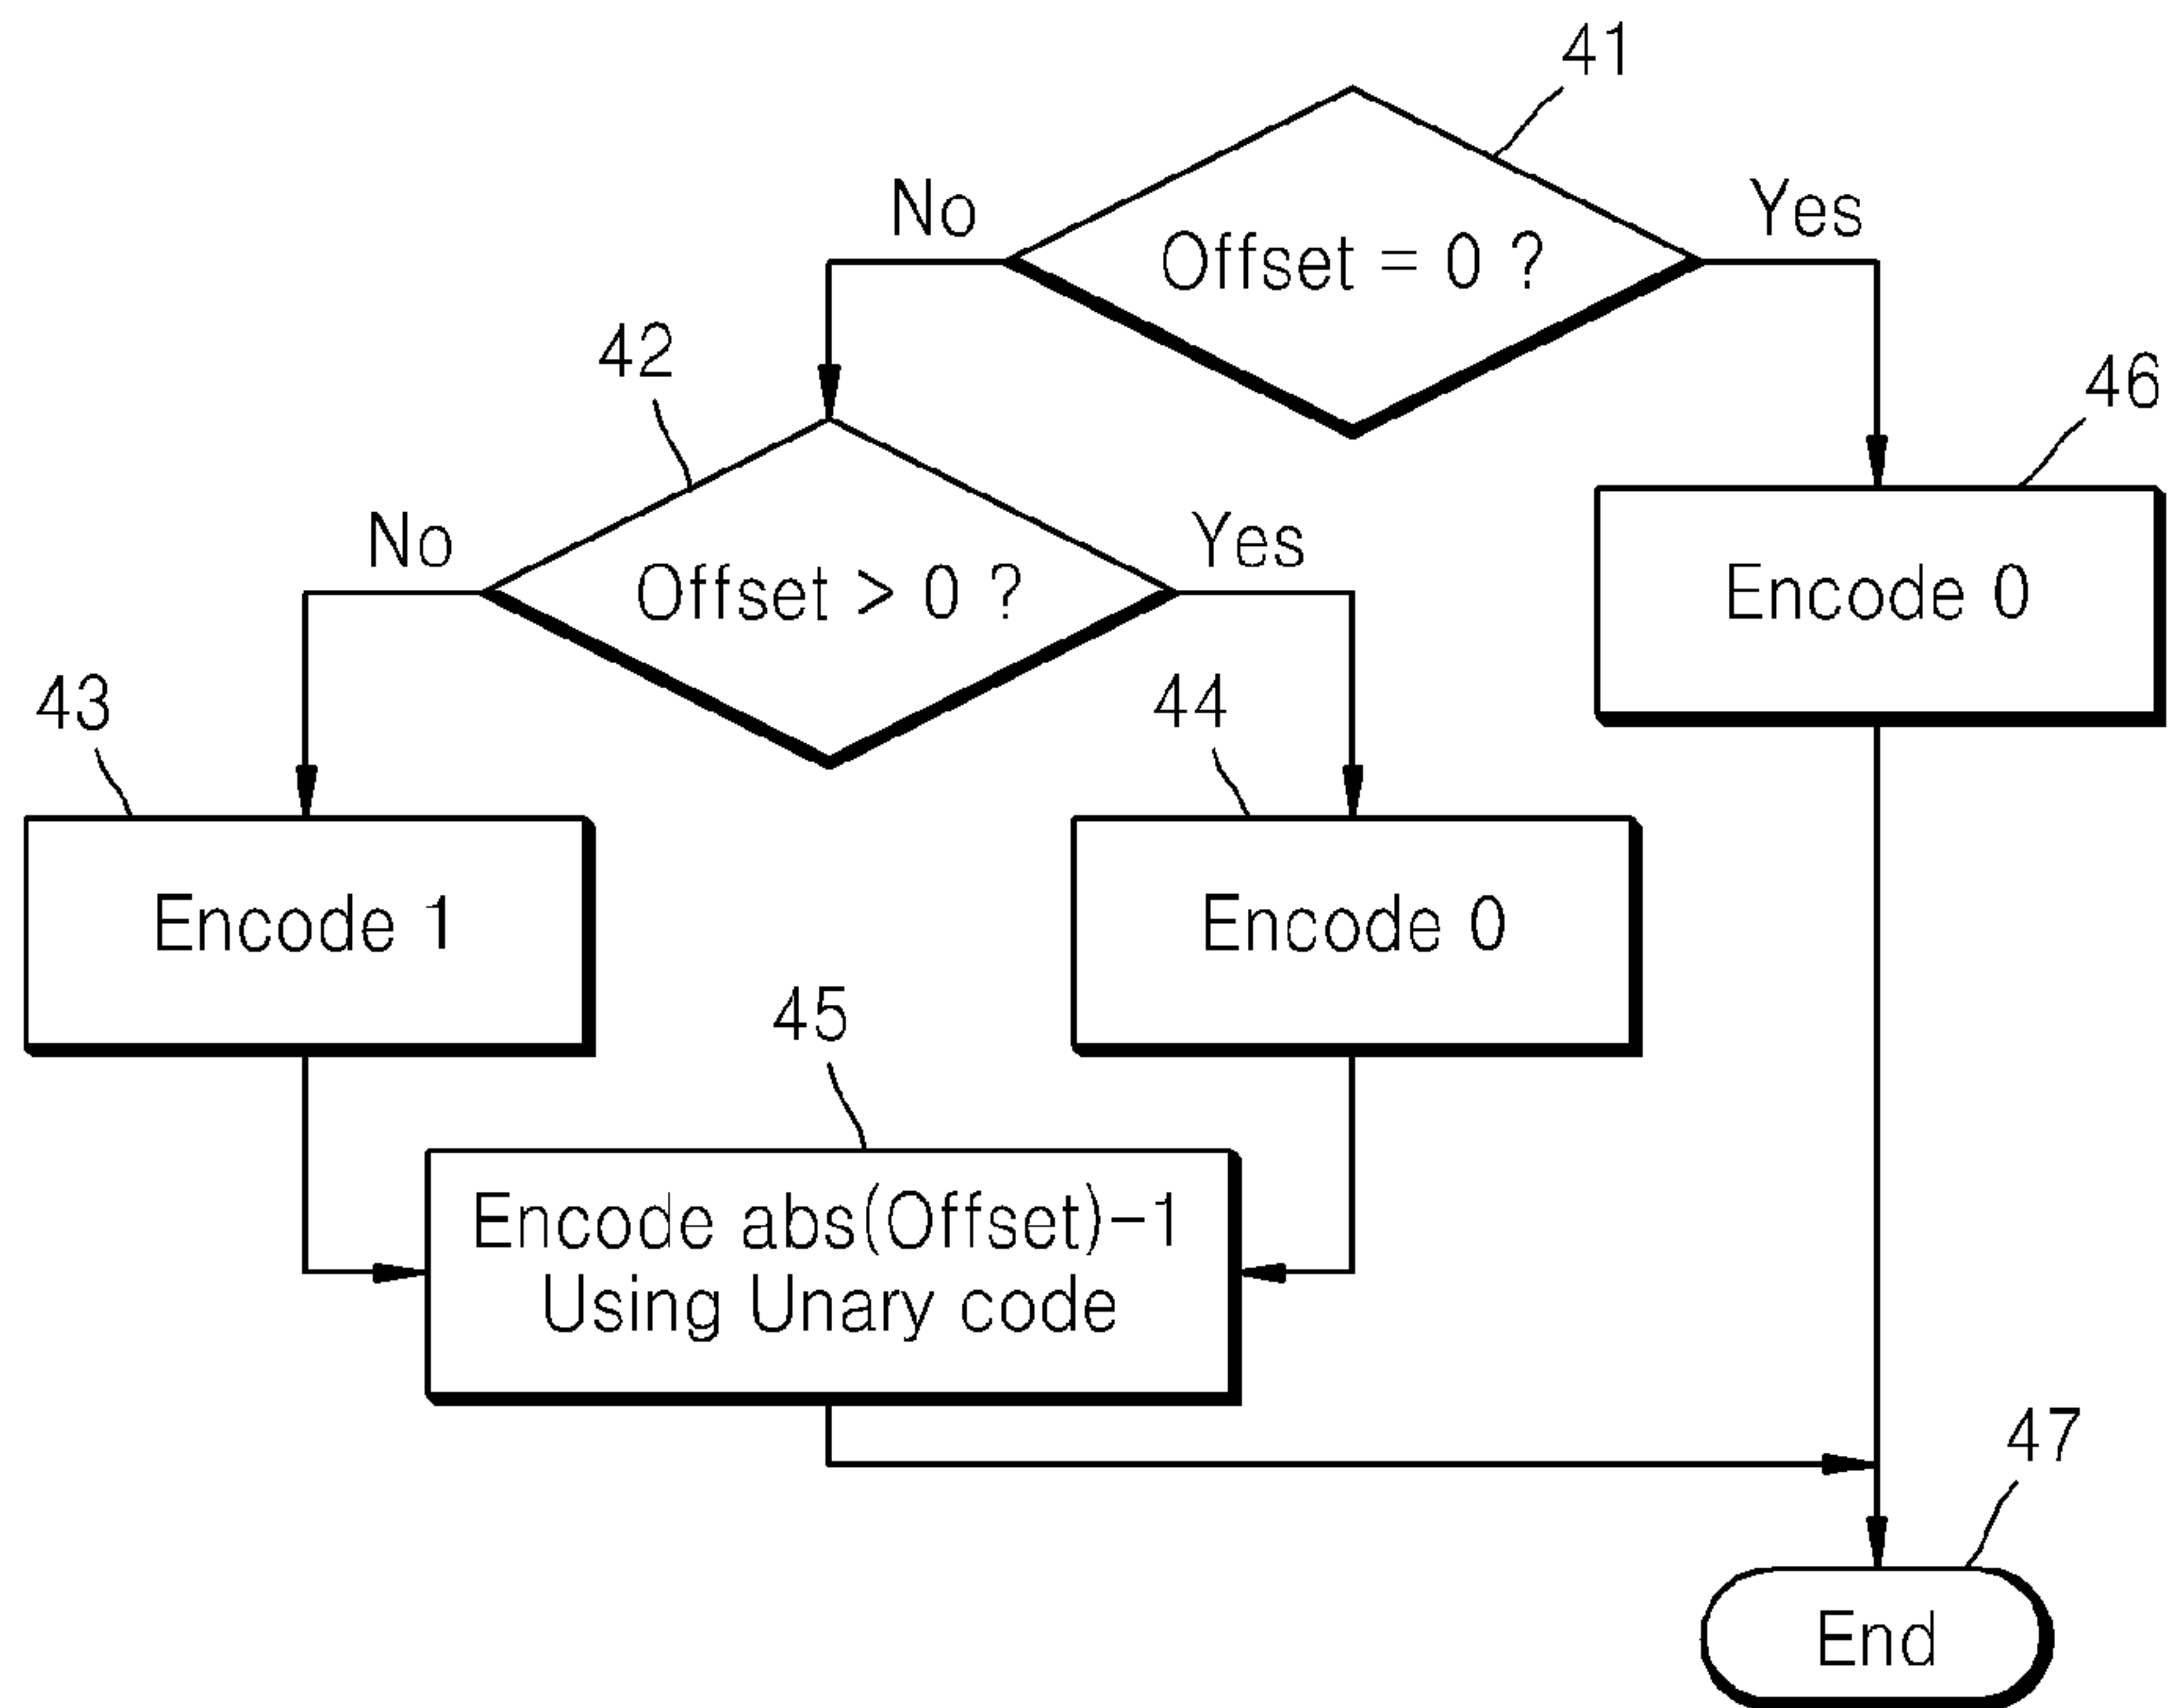 41
No
Yes
Offset = 0 ?
42
46
No
Yes
Offset > 0 ?
Encode 0
43
44
Encode 1
Encode 0
45
Encode abs(Offset)-1
Using Unary code
47
End